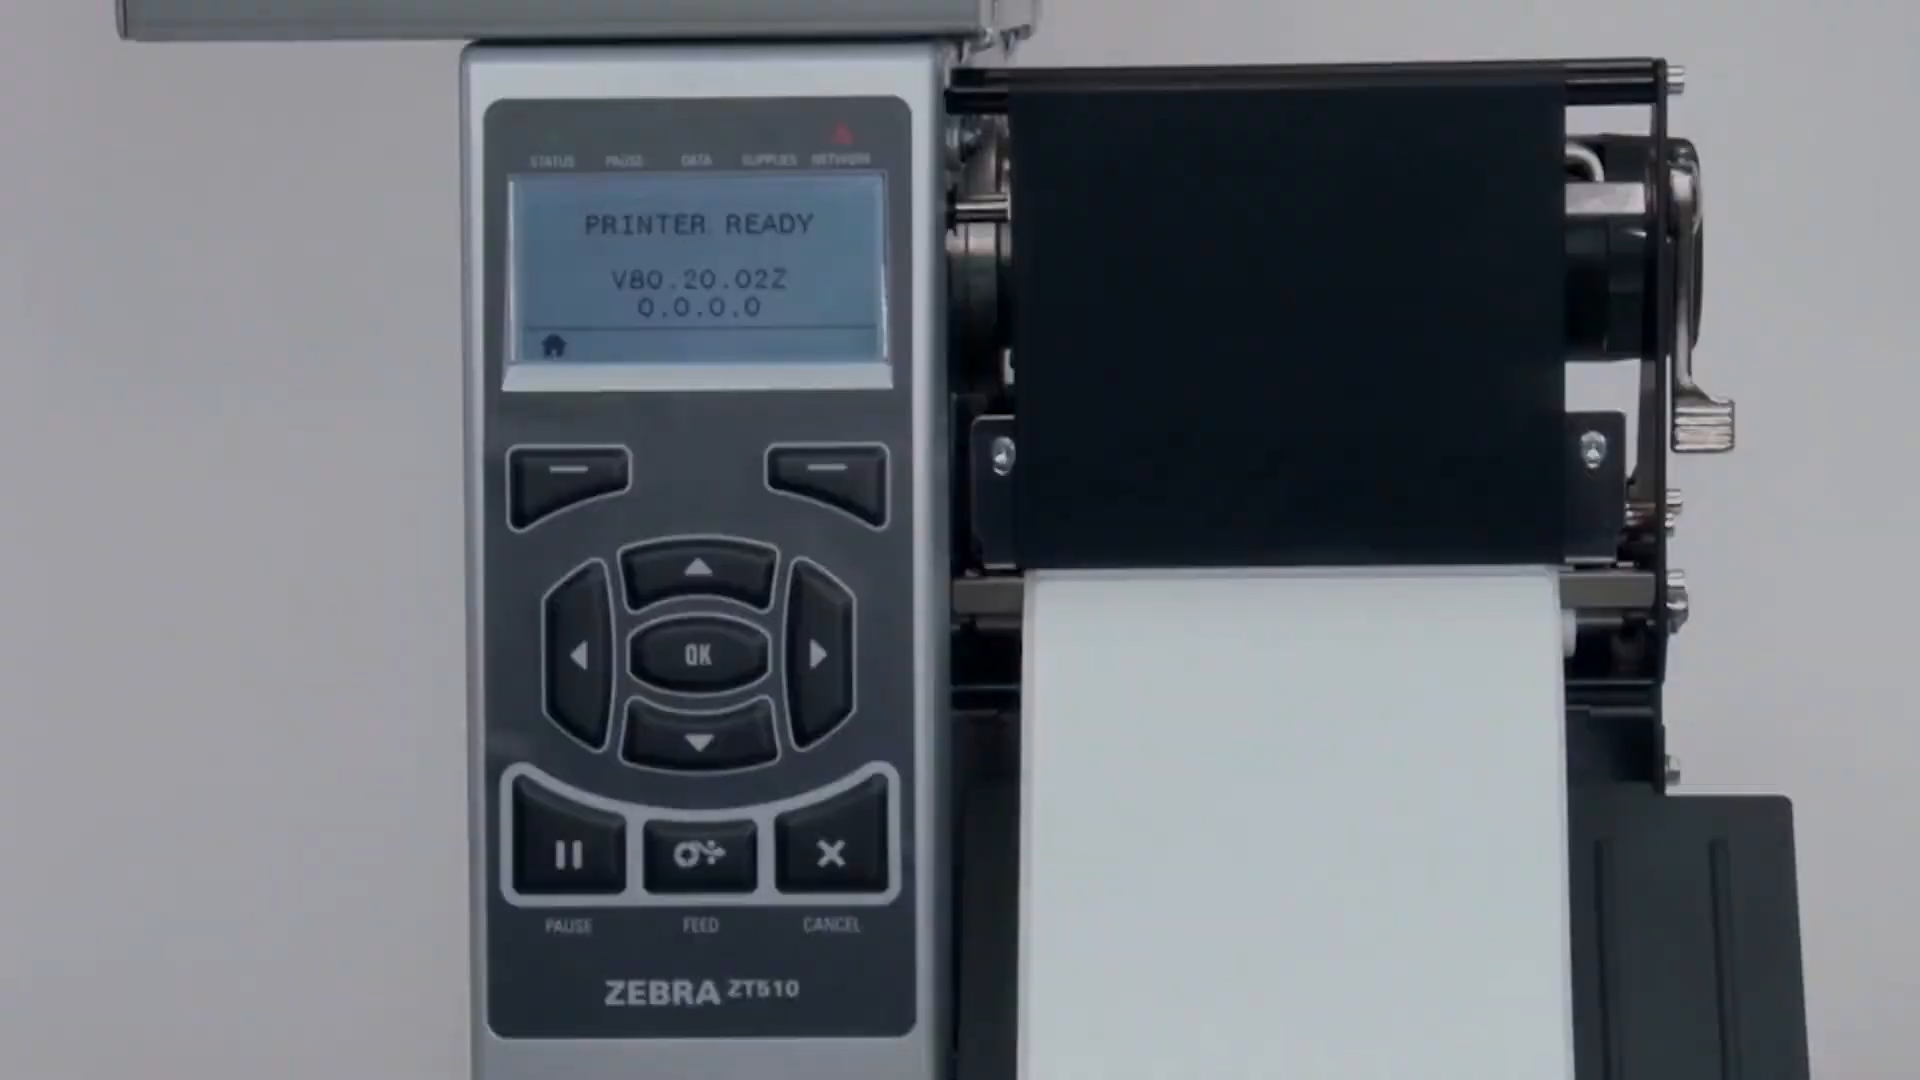 STATUS PAUSE DATA SUPPLIES NETWORK
PRINTER READY
V80.20.02Z
0.0.0.0
OK
PAUSE FEED CANCEL
ZEBRA ZT510